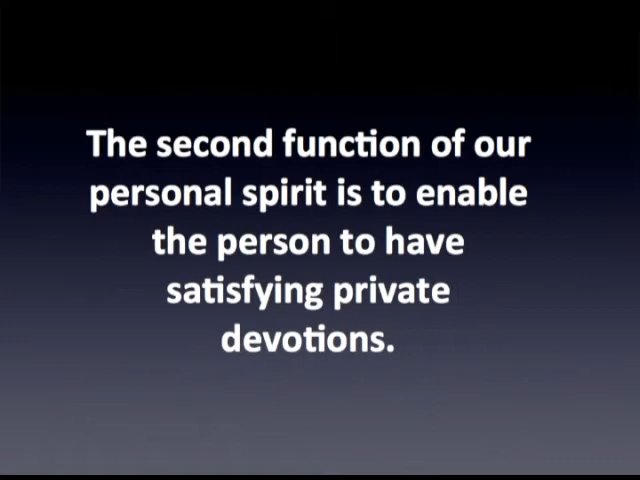 The second function of our
personal spirit is to enable
the person to have
satisfying private
devotions.